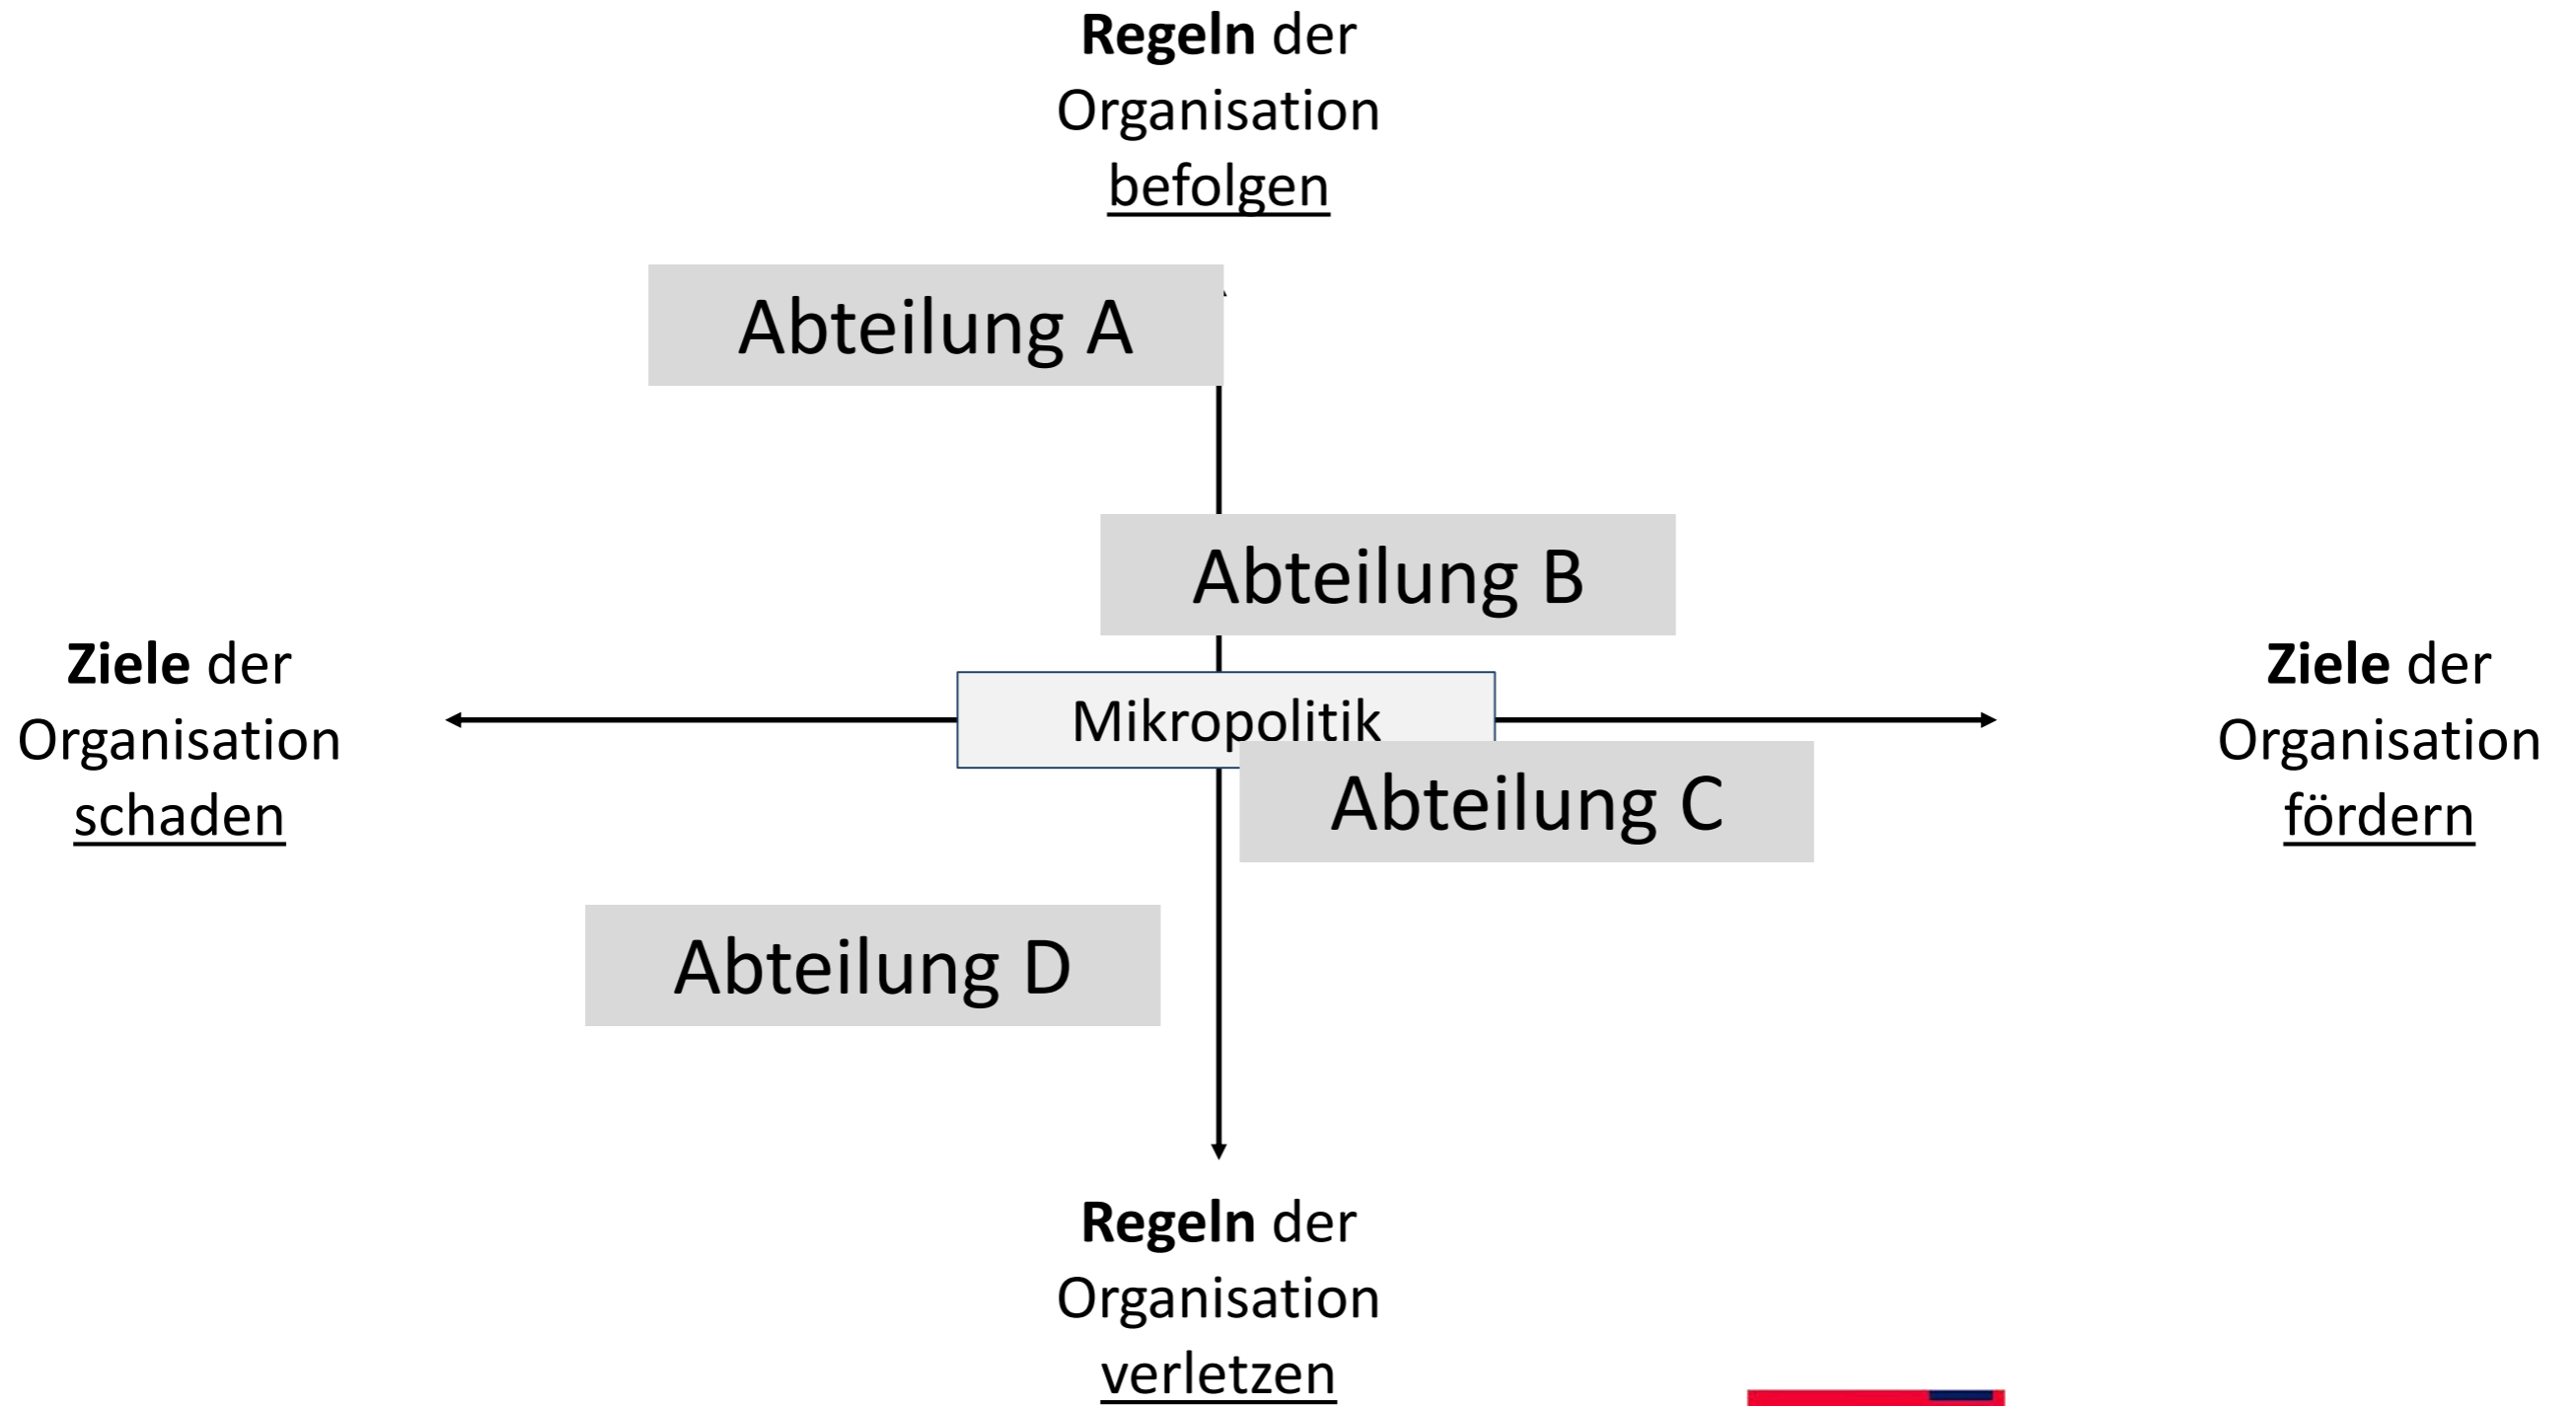 Regeln der
Organisation
befolgen
Abteilung A
Abteilung B
Ziele der
Organisation
schaden
Mikropolitik
Ziele der
Organisation
fördern
Abteilung C
Abteilung D
Regeln der
Organisation
verletzen